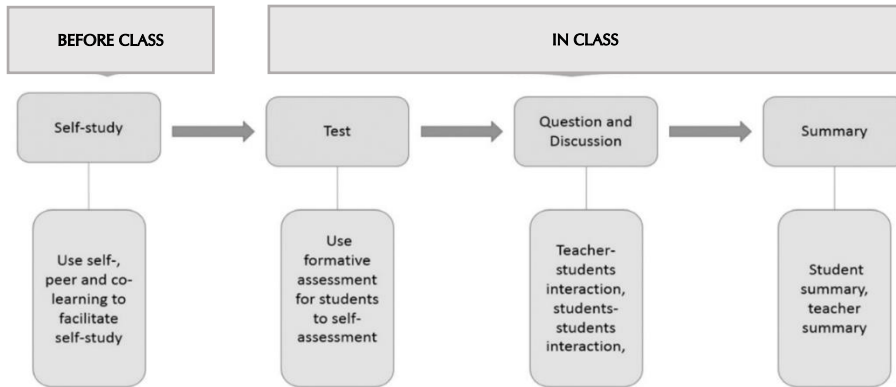 BEFORE CLASS
IN CLASS
Self-study
Test
Question and
Discussion
Summary
Use self-,
peer and co-
learning to
facilitate
self-study
Use
formative
assessment
for students
to self-
assessment
Teacher-
students
interaction,
students-
students
interaction,
Student
summary,
teacher
summary